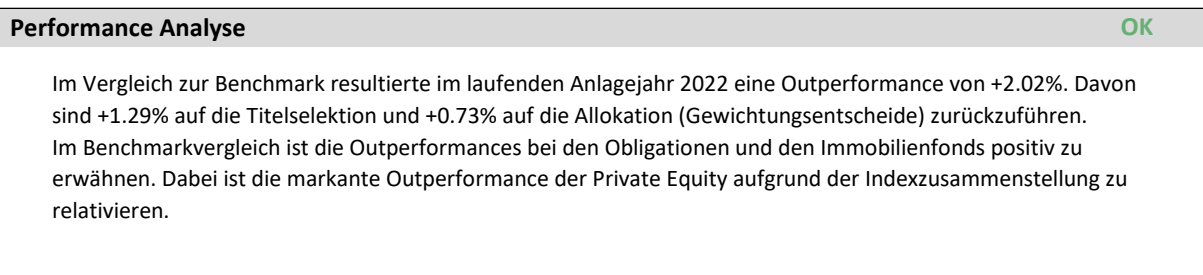 Performance Analyse OK
Im Vergleich zur Benchmark resultierte im laufenden Anlagejahr 2022 eine Outperformance von +2.02%. Davon
sind +1.29% auf die Titelselektion und +0.73% auf die Allokation (Gewichtungsentscheide) zurückzuführen.
Im Benchmarkvergleich ist die Outperformances bei den Obligationen und den Immobilienfonds positiv zu
erwähnen. Dabei ist die markante Outperformance der Private Equity aufgrund der Indexzusammenstellung zu
relativieren.